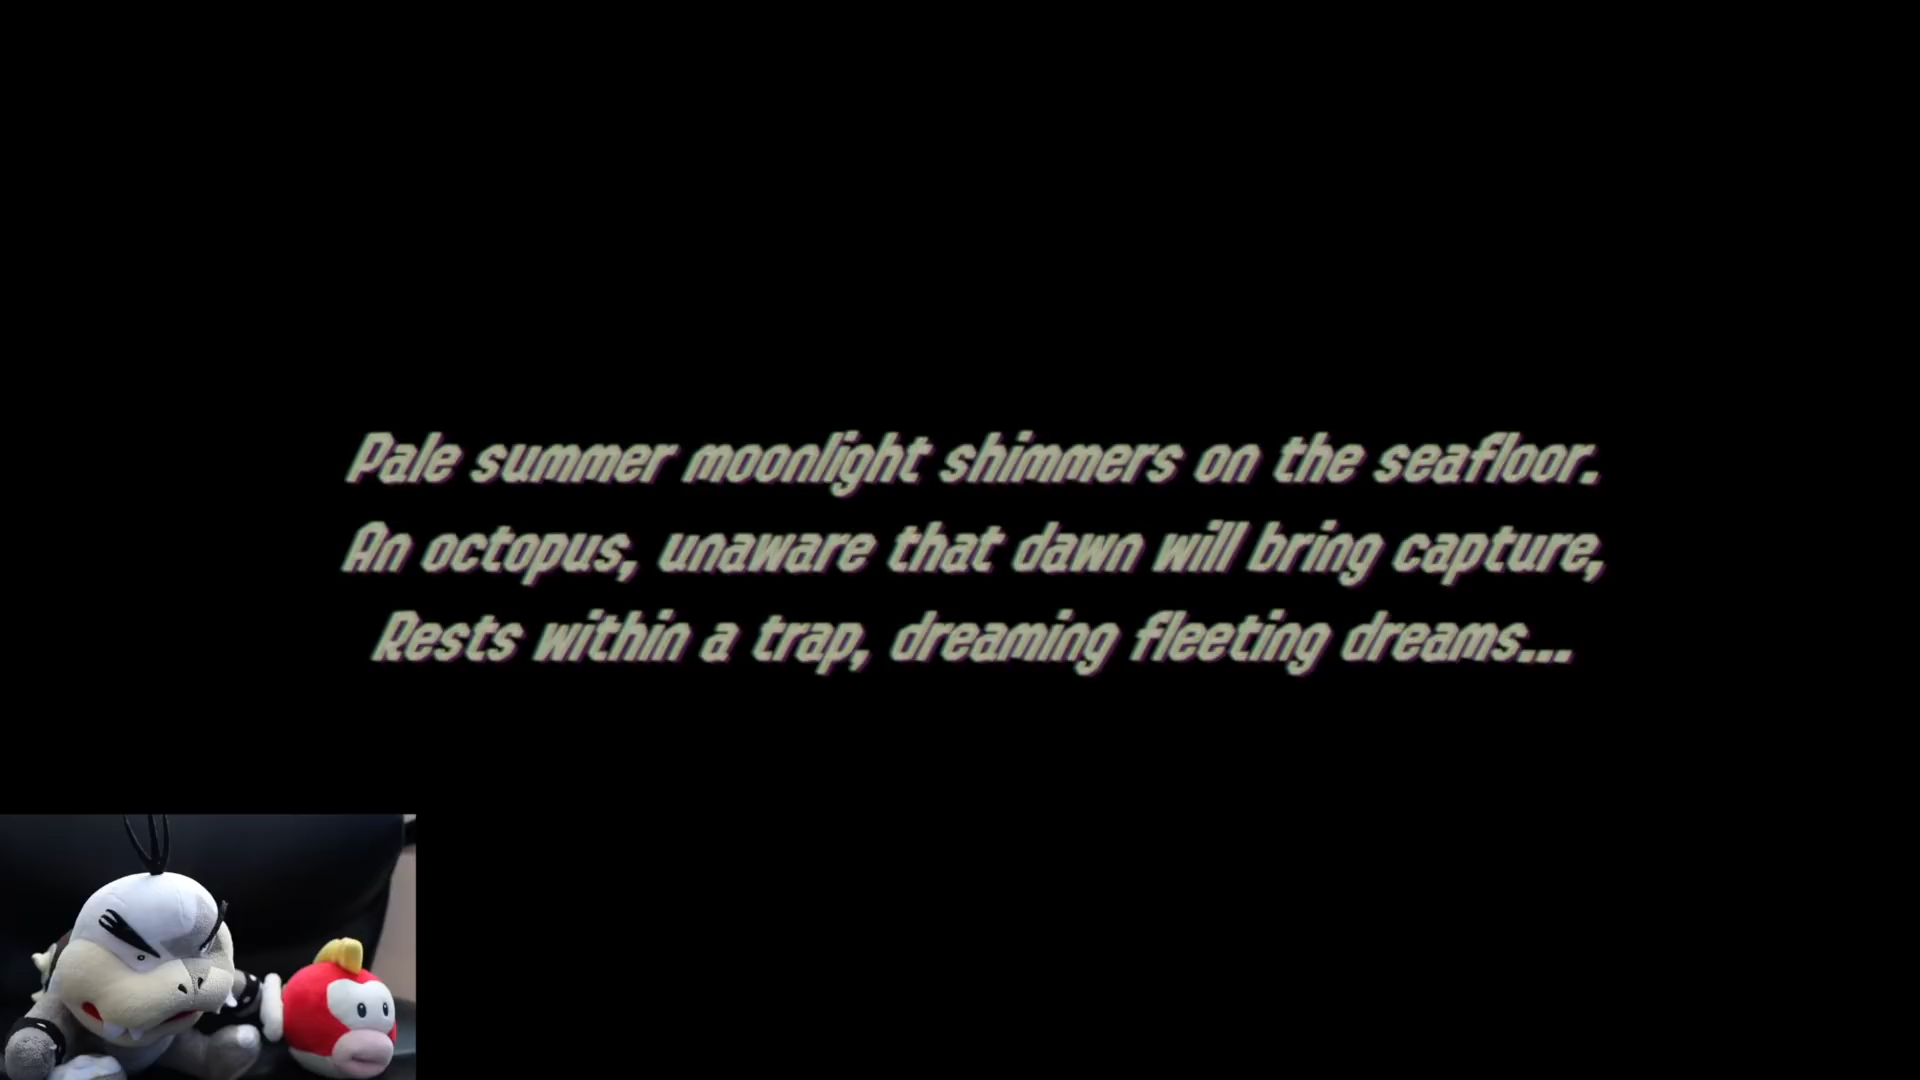 Pale summer moonlight shimmers on the seafloor.
An octopus, unaware that dawn will bring capture,
Rests within a trap, dreaming fleeting dreams...